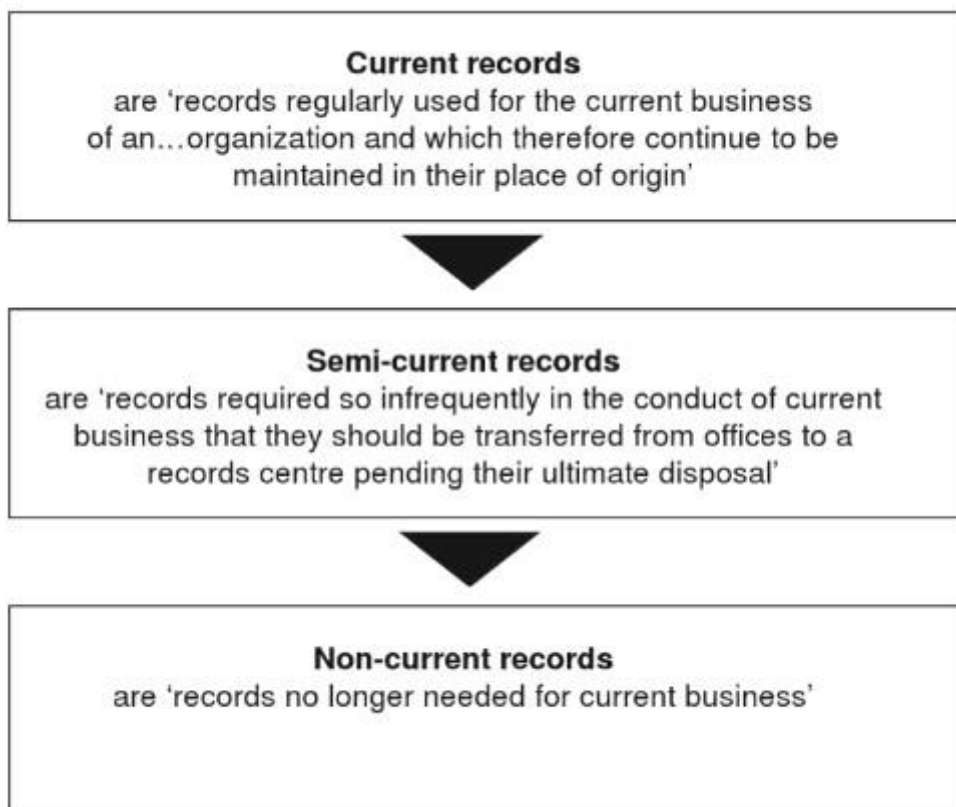 Current records
are ‘records regularly used for the current business
of an...organization and which therefore continue to be
maintained in their place of origin’
Semi-current records
are ‘records required so infrequently in the conduct of current
business that they should be transferred from offices to a
records centre pending their ultimate disposal’
Non-current records
are ‘records no longer needed for current business’